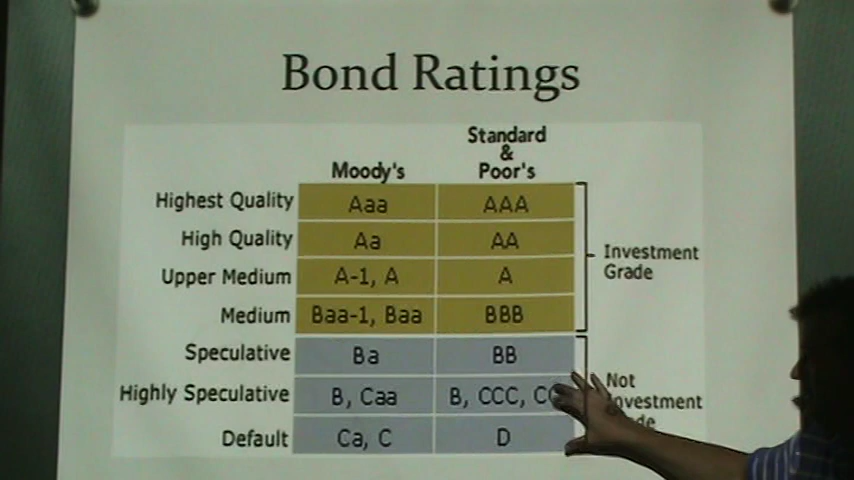 Bond Ratings
Standard
&
Moody's Poor's
Highest Quality Aaa AAA
High Quality Aa AA
Upper Medium A-1, A A
Investment
Grade
Medium Baa-1, Baa BBB
Speculative Ba BB
Not
Highly Speculative B, Caa B, CCC,
Default Ca, C D